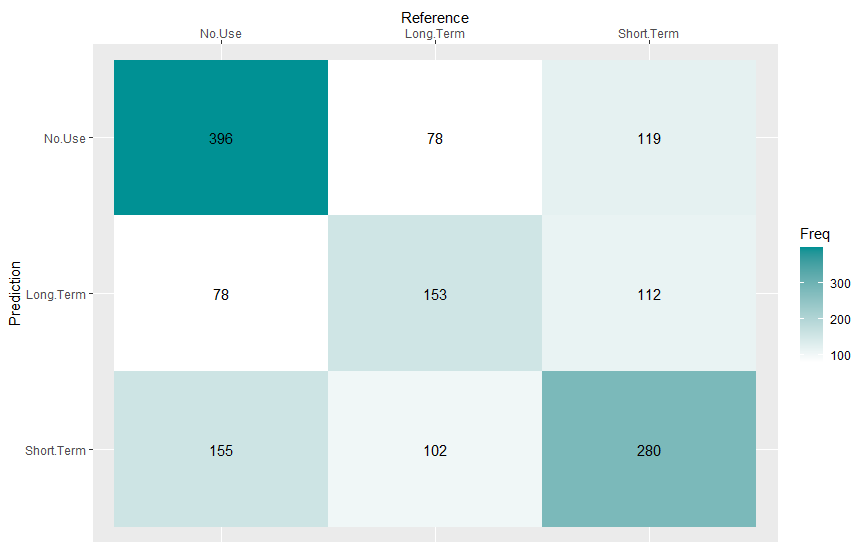 Reference
No.Use Long.Term Short.Term
No.Use 396 78 119
Long.Term 78 153 112
Short.Term 155 102 280
Prediction
Freq
300
200
100